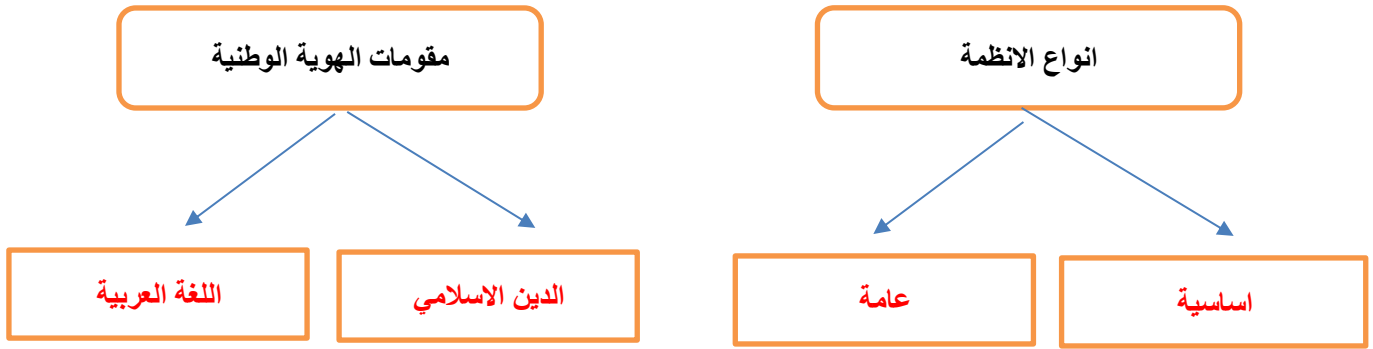 انواع الانظمة
اساسية
عامة
مقومات الهوية الوطنية
الدين الاسلامي
اللغة العربية